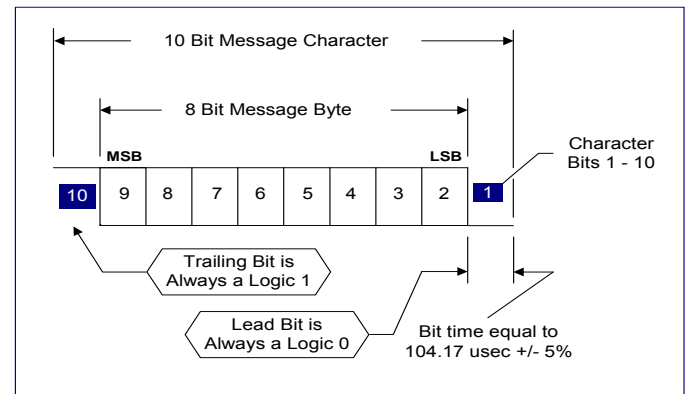 10 Bit Message Character
8 Bit Message Byte
MSB
LSB
Character
Bits 1 - 10
10 9 8 7 6 5 4 3 2 1
Trailing Bit is
Always a Logic 1
Lead Bit is
Always a Logic 0
Bit time equal to
104.17 usec +/- 5%